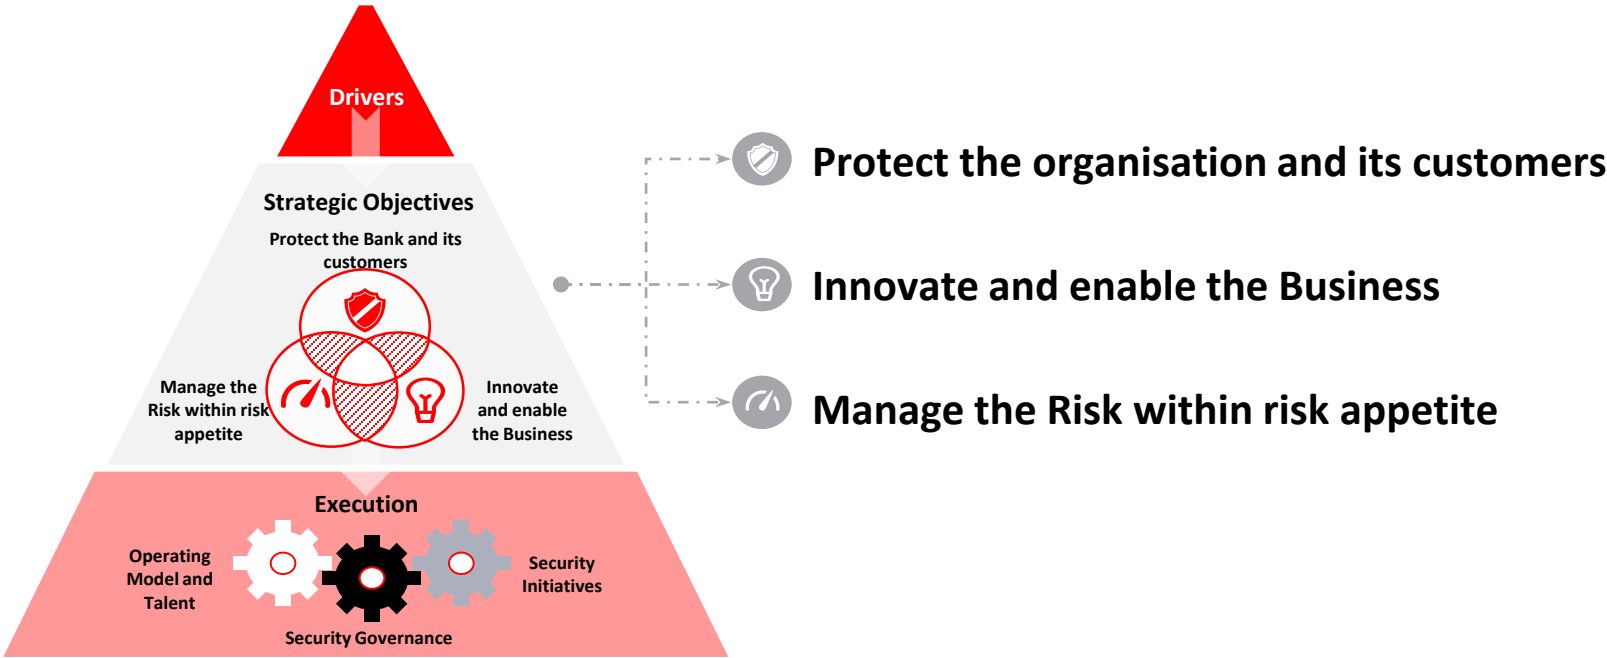 Drivers
Strategic Objectives
Protect the Bank and its
customers
Manage the
Risk within risk
appetite
Innovate
and enable
the Business
Execution
Operating
Model and
Talent
Security
Initiatives
Security Governance
Protect the organisation and its customers
Innovate and enable the Business
Manage the Risk within risk appetite